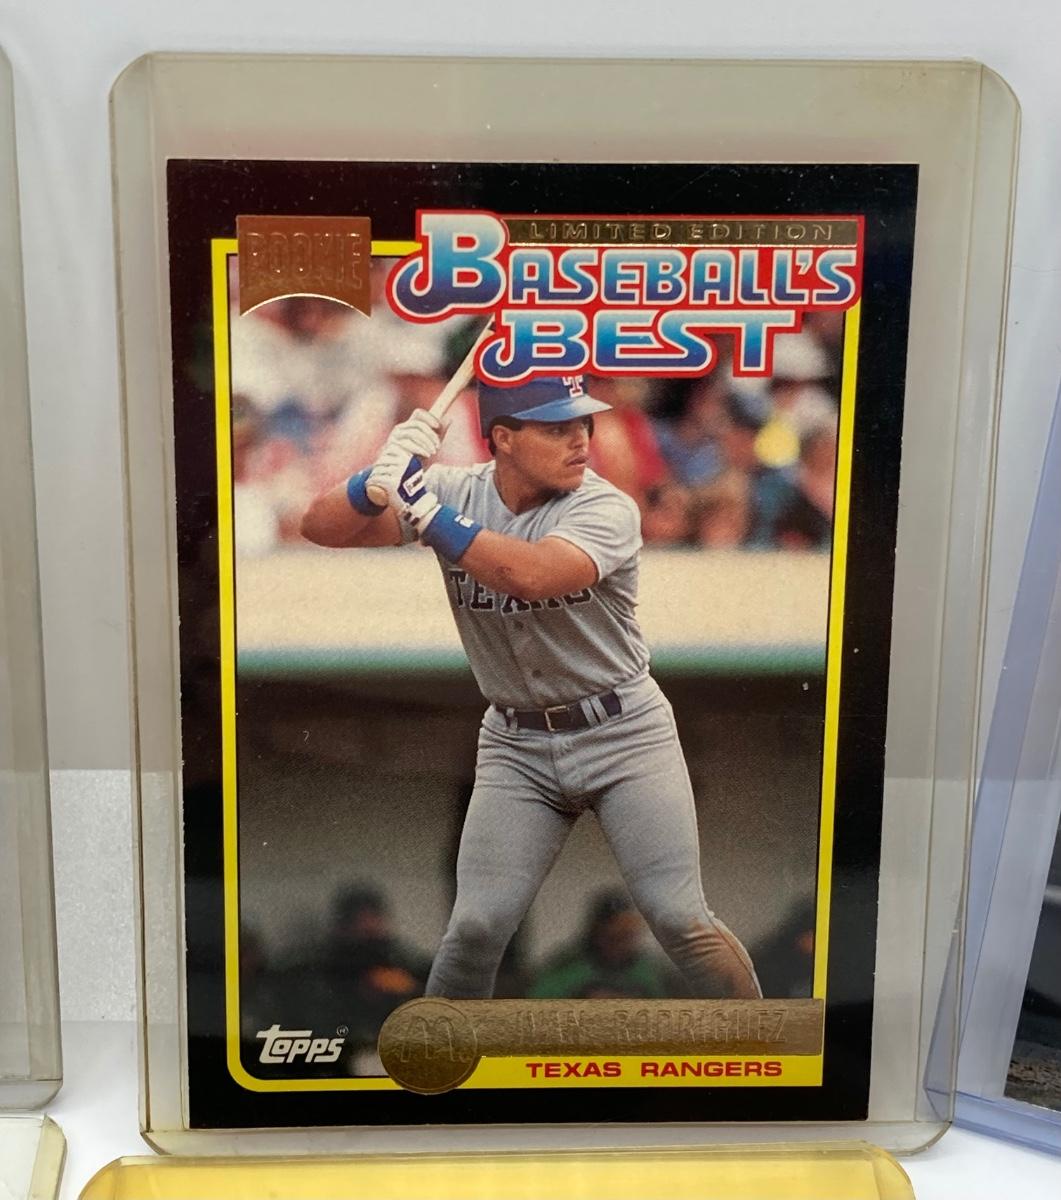 ROOKIE
LIMITED EDITION
BASEBALL'S
BEST
T
TEXAS
topps
M IVAN RODRIGUEZ
TEXAS RANGERS